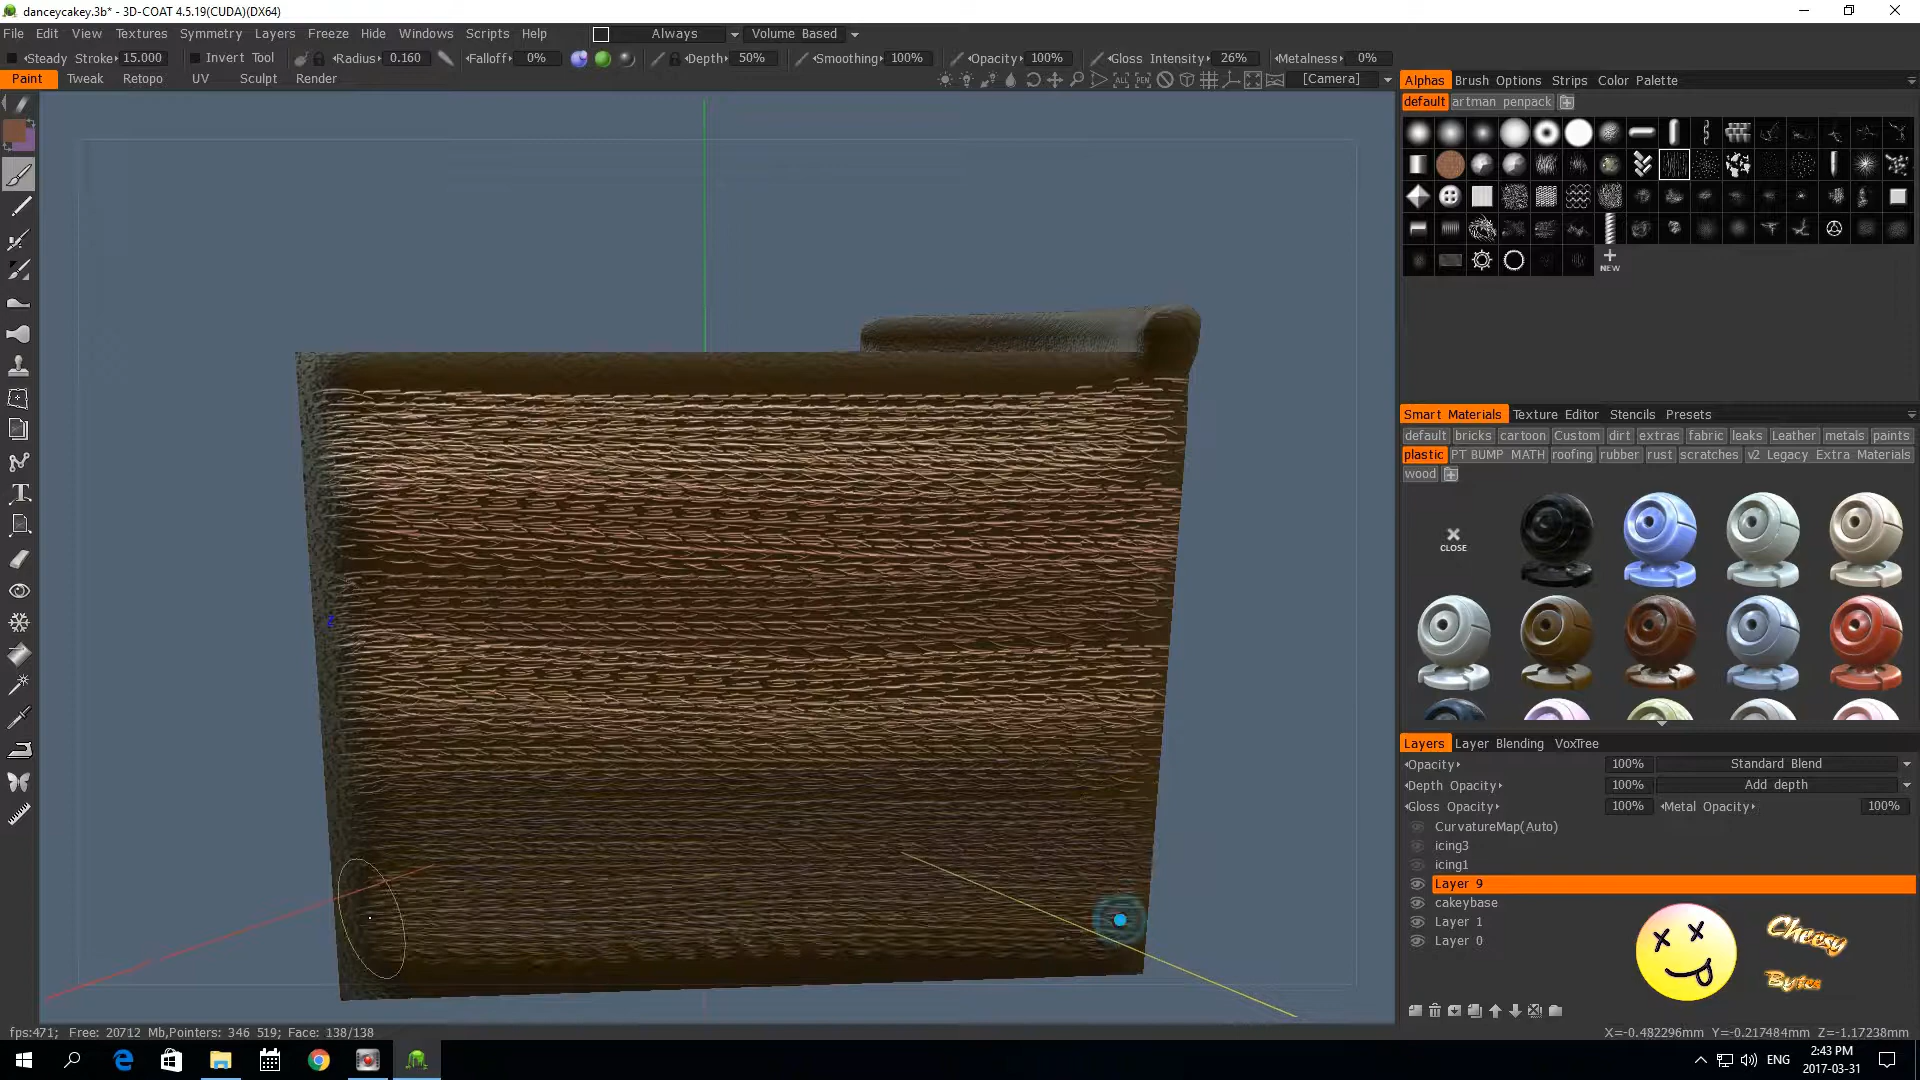 danceycakey.3b* - 3D-COAT 4.5.19(CUDA)(DX64)
File Edit View Textures Symmetry Layers Freeze Hide Windows Scripts Help Always Volume Based
Steady Stroke 15.000 Invert Tool Radius 0.160 Falloff 0% Depth 50% Smoothing 100% Opacity 100% Gloss Intensity 26% Metalness 0%
Paint Tweak Retopo UV Sculpt Render [Camera]
Alphas Brush Options Strips Color Palette
default artman penpack
NEW
Smart Materials Texture Editor Stencils Presets
default bricks cartoon Custom dirt extras fabric leaks Leather metals paints
plastic PT BUMP MATH roofing rubber rust scratches v2 Legacy Extra Materials
wood
CLOSE
Layers Layer Blending VoxTree
Opacity 100% Standard Blend
Depth Opacity 100% Add depth
Gloss Opacity 100% Metal Opacity 100%
CurvatureMap(Auto)
icing3
icing1
Layer 9
cakeybase
Layer 1
Layer 0
Cheesy
Bytes
fps:471; Free: 20712 Mb,Pointers: 346 519; Face: 138/138
X=-0.482296mm Y=-0.217484mm Z=-1.17238mm
ENG
2:43 PM
2017-03-31